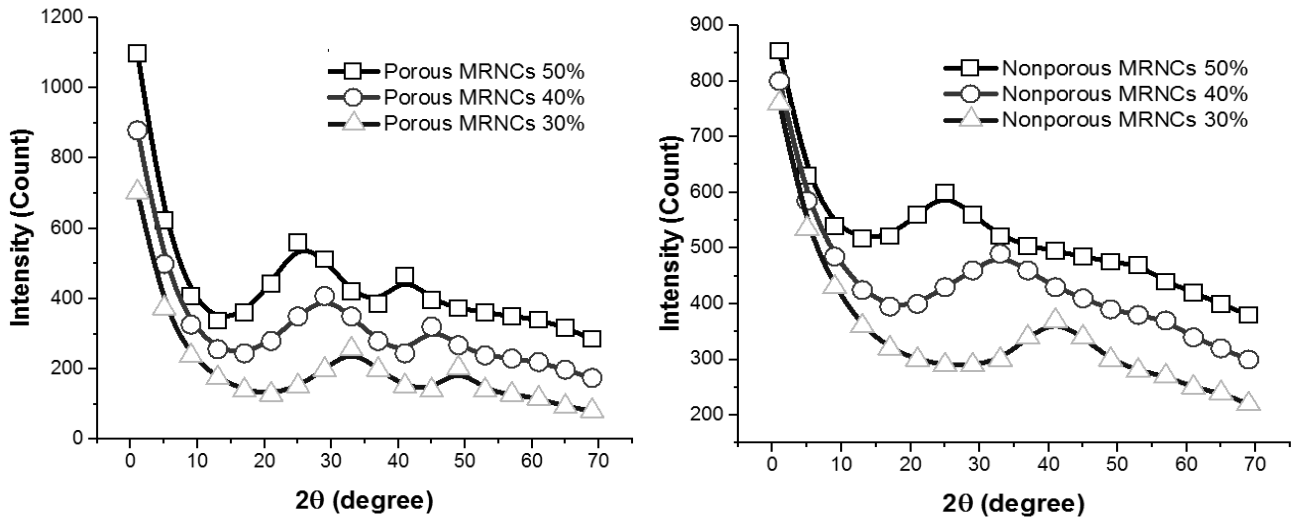 1200
1000
800
600
400
200
0
Intensity (Count)
Porous MRNCs 50%
Porous MRNCs 40%
Porous MRNCs 30%
0 10 20 30 40 50 60 70
2θ (degree)
900
800
700
600
500
400
300
200
Intensity (Count)
Nonporous MRNCs 50%
Nonporous MRNCs 40%
Nonporous MRNCs 30%
0 10 20 30 40 50 60 70
2θ (degree)